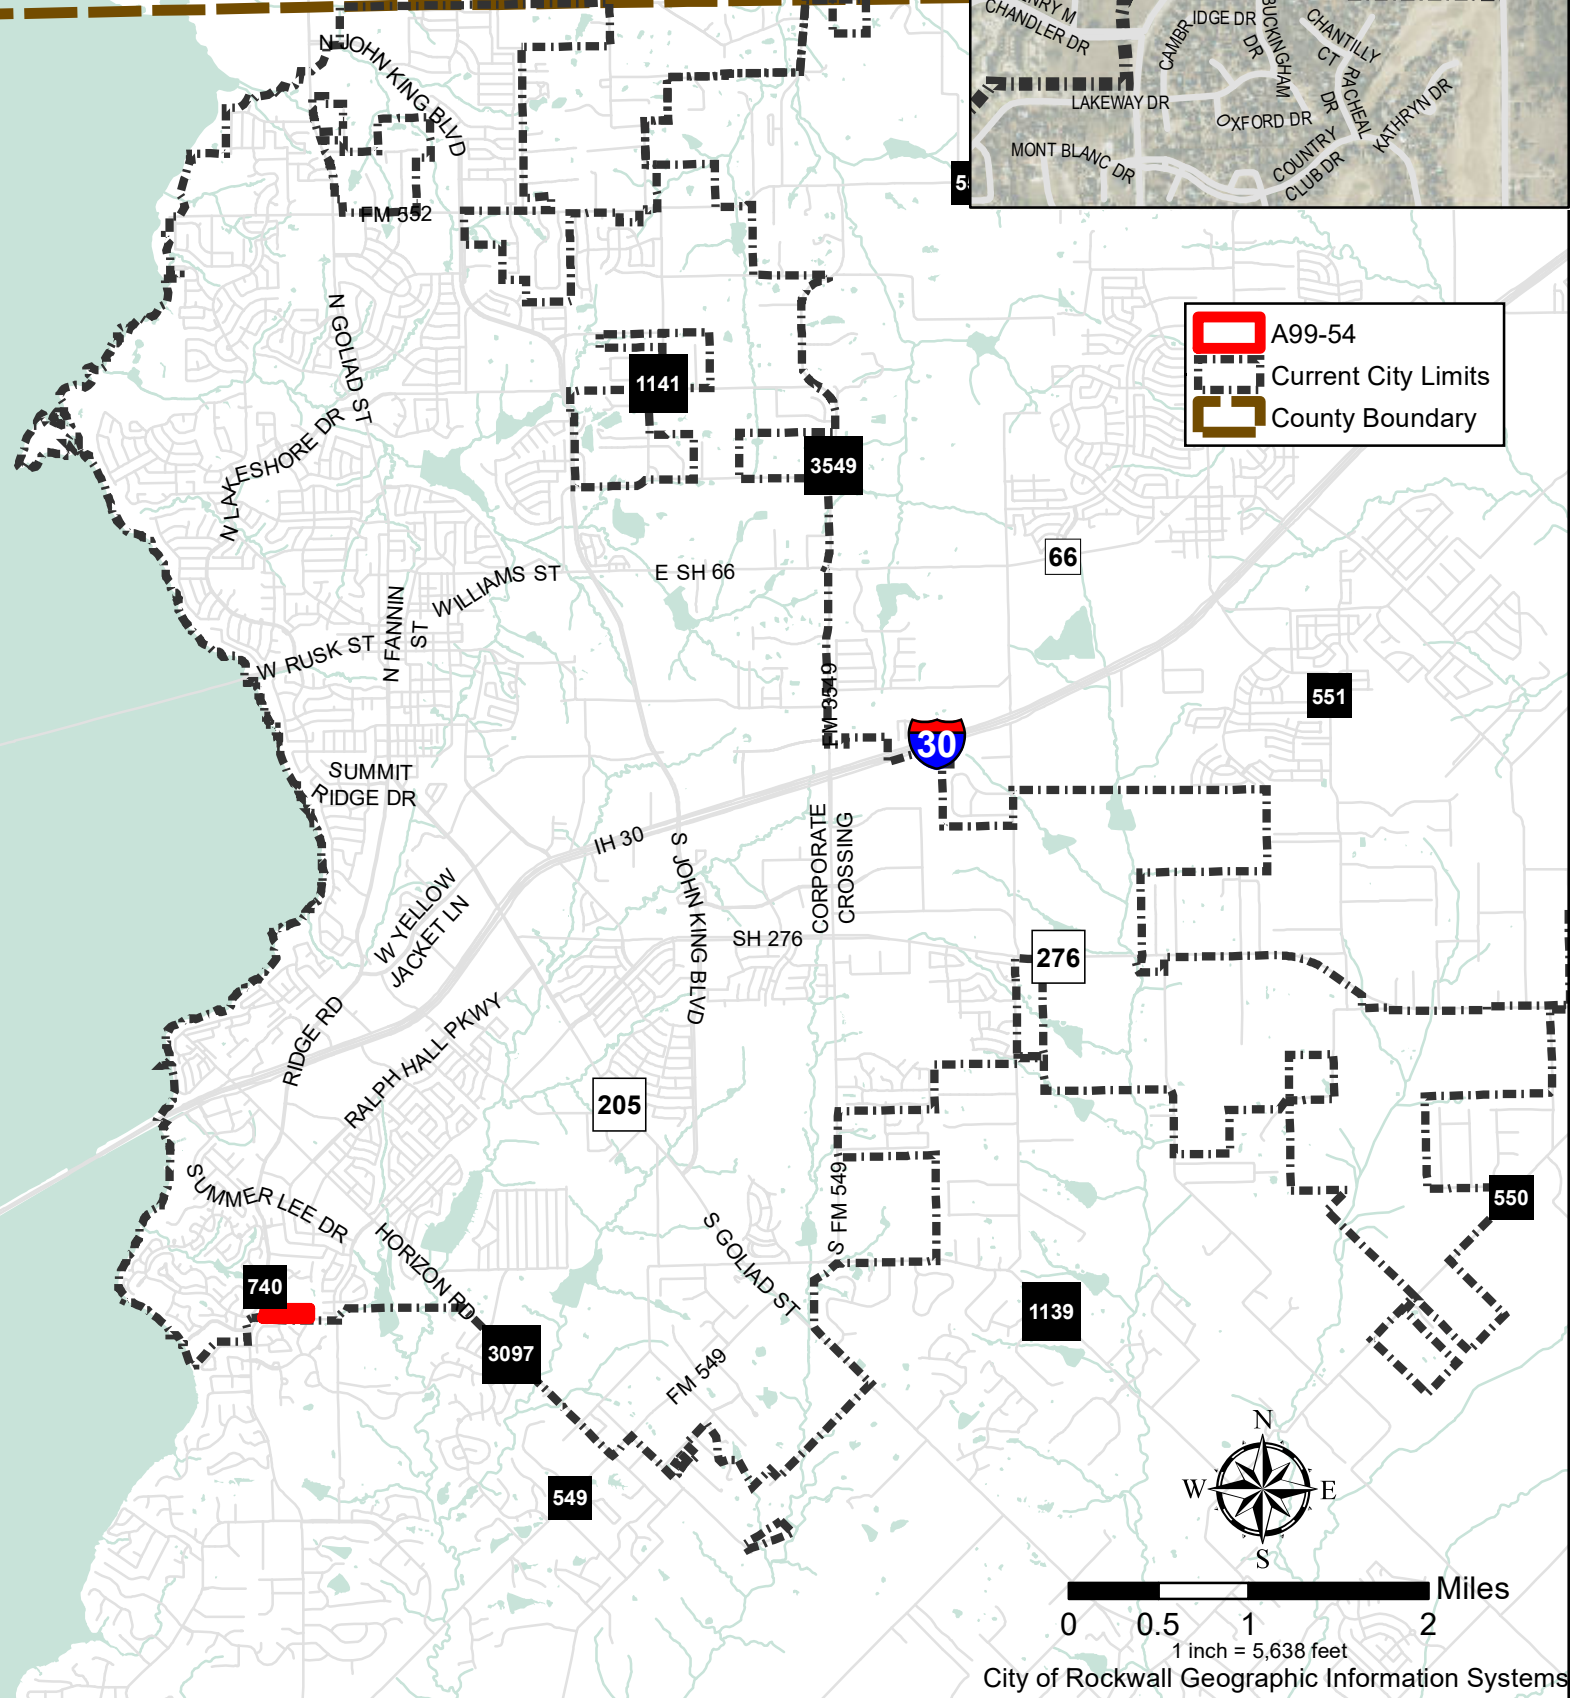 CHANDLER DR
IDGE DR
CAMBR
BUCKINGHAM
DR
CHANTILLY
CT
RACHEAL
DR
KATHRYN DR
LAKEWAY DR
OXFORD DR
COUNTRY
CLUB DR
MONT BLANC DR
N JOHN KING BLVD
FM 552
N GOLIAD ST
A99-54
Current City Limits
County Boundary
1141
3549
N LAKESHORE DR
66
E SH 66
WILLIAMS ST
N FANNIN
ST
W RUSK ST
FM 3549
551
30
SUMMIT
RIDGE DR
IH 30
S JOHN KING BLVD
CORPORATE
CROSSING
W YELLOW
JACKET LN
SH 276
276
RIDGE RD
RALPH HALL PKWY
205
SUMMER LEE DR
HORIZON RD
S GOLIAD ST
S FM 549
550
740
1139
3097
FM 549
549
N
W
E
S
Miles
0 0.5 1 2
1 inch = 5,638 feet
City of Rockwall Geographic Information Systems